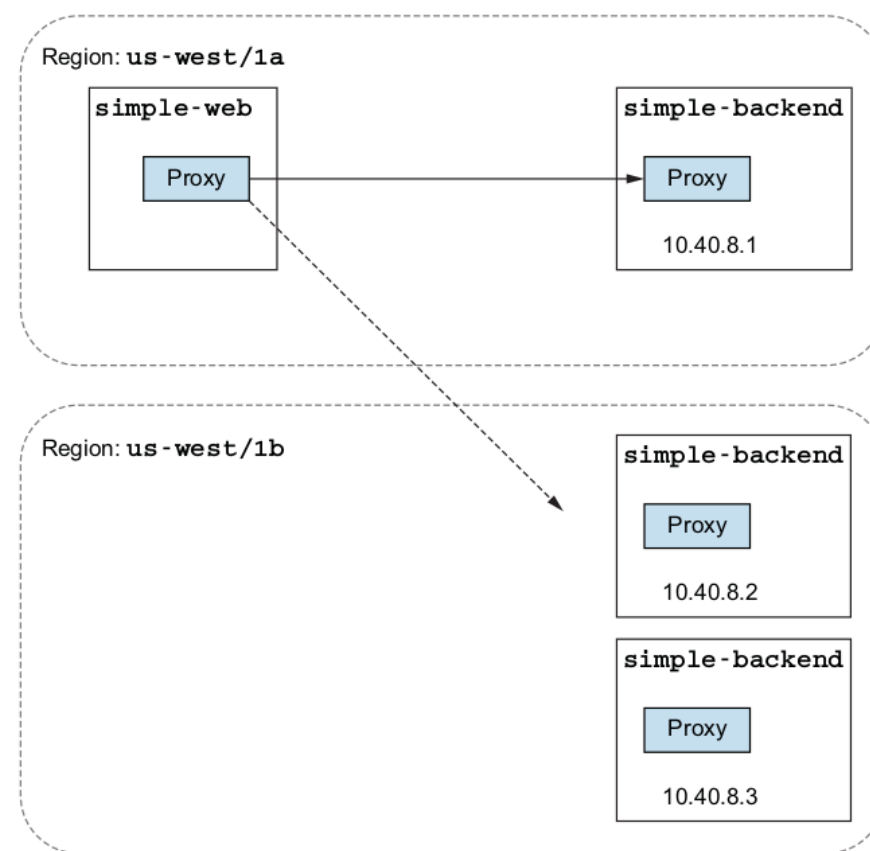 Region: us-west/1a
simple-web
simple-backend
Proxy
Proxy
10.40.8.1
Region: us-west/1b
simple-backend
Proxy
10.40.8.2
simple-backend
Proxy
10.40.8.3